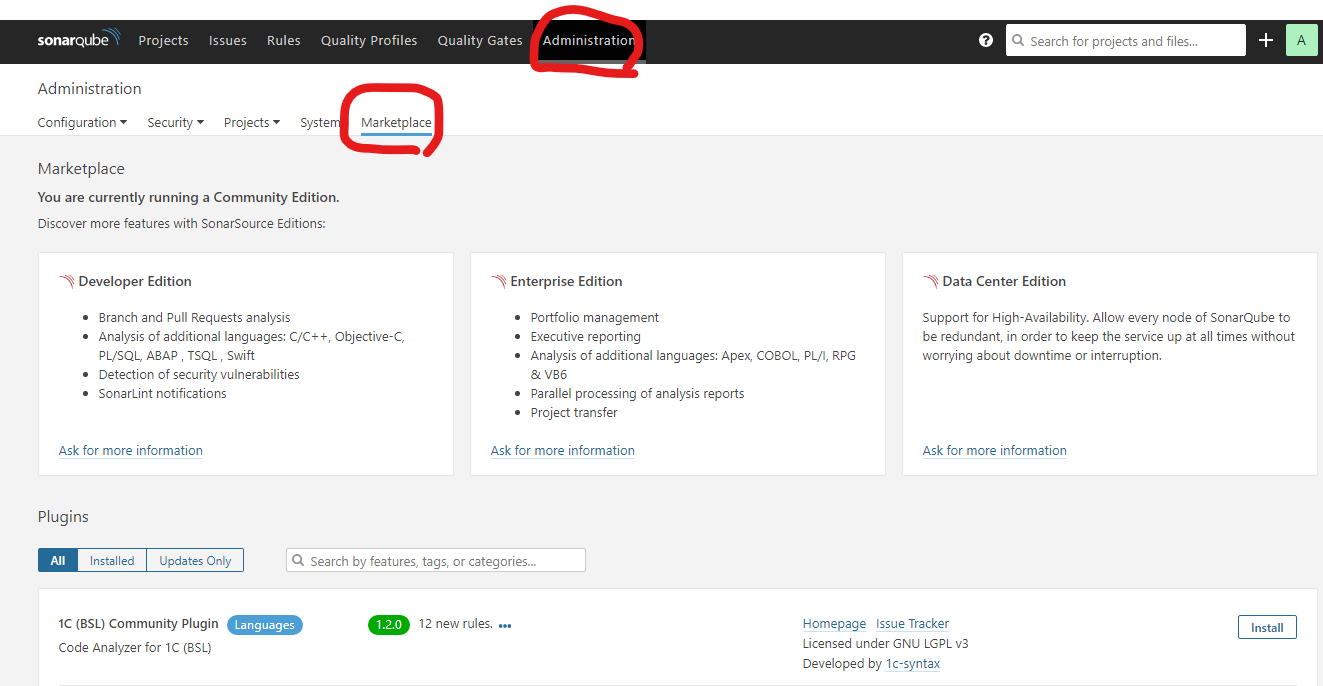 sonarqube Projects Issues Rules Quality Profiles Quality Gates Administration Search for projects and files... A
Administration
Configuration Security Projects System Marketplace
Marketplace
You are currently running a Community Edition.
Discover more features with SonarSource Editions:
Developer Edition
Branch and Pull Requests analysis
Analysis of additional languages: C/C++, Objective-C,
PL/SQL, ABAP , TSQL , Swift
Detection of security vulnerabilities
SonarLint notifications
Ask for more information
Enterprise Edition
Portfolio management
Executive reporting
Analysis of additional languages: Apex, COBOL, PL/I, RPG
& VB6
Parallel processing of analysis reports
Project transfer
Ask for more information
Data Center Edition
Support for High-Availability. Allow every node of SonarQube to
be redundant, in order to keep the service up at all times without
worrying about downtime or interruption.
Ask for more information
Plugins
All Installed Updates Only Search by features, tags, or categories...
1C (BSL) Community Plugin Languages
Code Analyzer for 1C (BSL)
1.2.0 12 new rules. •••
Homepage Issue Tracker
Licensed under GNU LGPL v3
Developed by 1c-syntax
Install